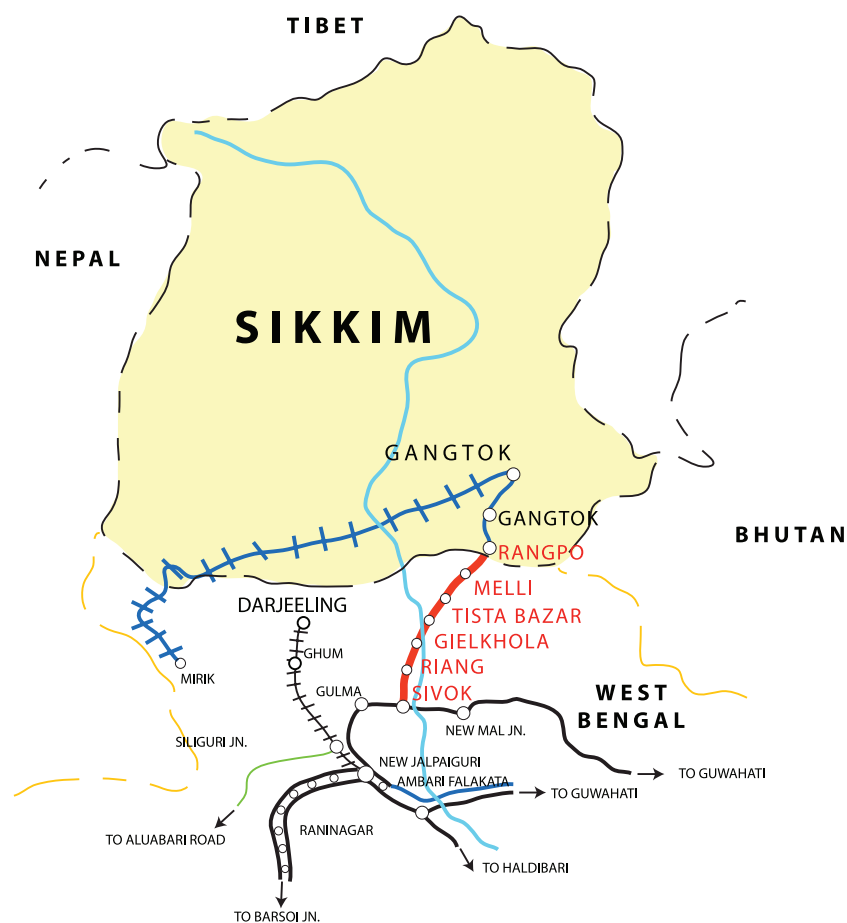 TIBET
NEPAL
SIKKIM
GANGTOK
GANGTOK
BHUTAN
RANGPO
MELLI
DARJEELING
TISTA BAZAR
GIELKHOLA
GHUM
RIANG
MIRIK
GULMA
SIVOK
WEST
BENGAL
NEW MAL JN.
SILIGURI JN.
NEW JALPAIGURI
TO GUWAHATI
AMBARI FALAKATA
TO GUWAHATI
RANINAGAR
TO ALUABARI ROAD
TO HALDIBARI
TO BARSOI JN.